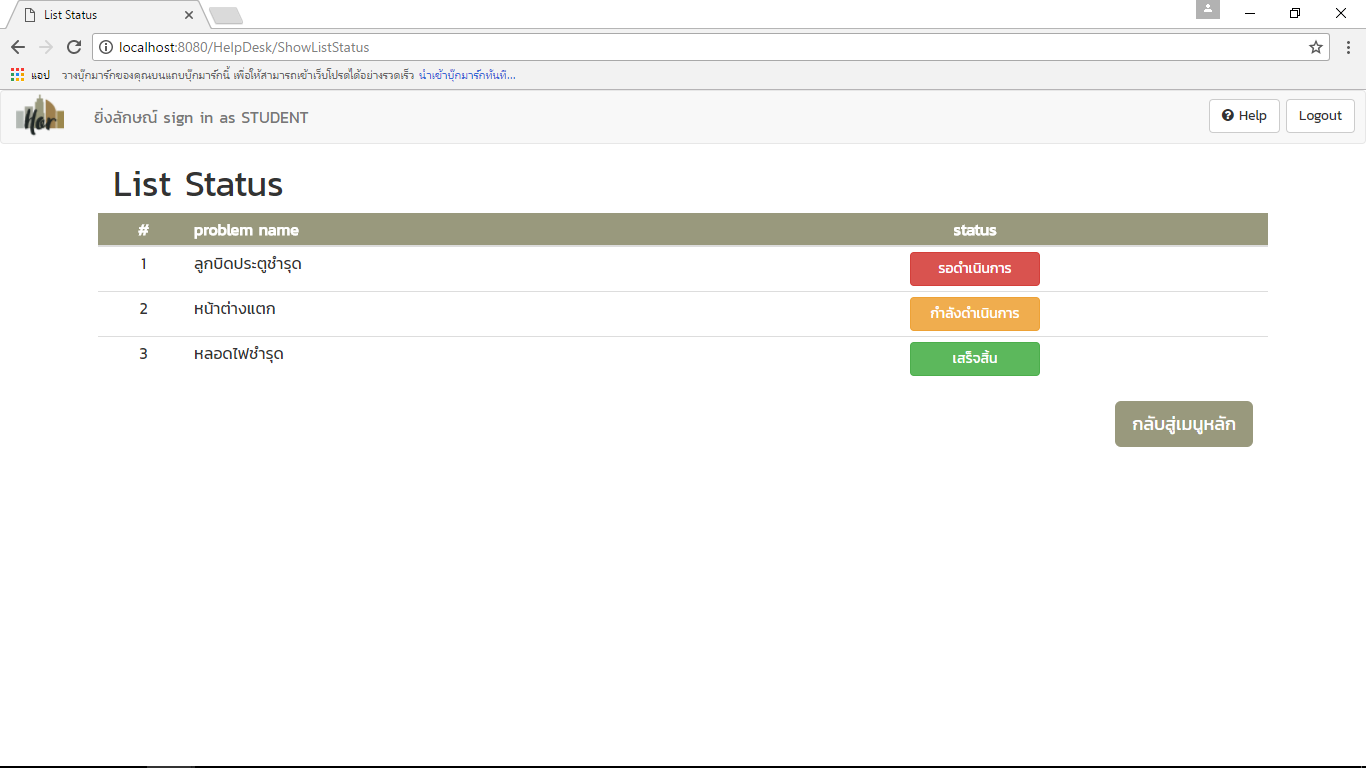 List Status
localhost:8080/HelpDesk/ShowListStatus
แอป วางบุ๊กมาร์กของคุณบนแถบบุ๊กมาร์กนี้ เพื่อให้สามารถเข้าเว็บโปรดได้อย่างรวดเร็ว นำเข้าบุ๊กมาร์กทันที...
Hor ยิ่งลักษณ์ sign in as STUDENT Help Logout
List Status
# problem name status
1 ลูกบิดประตูชำรุด รอดำเนินการ
2 หน้าต่างแตก กำลังดำเนินการ
3 หลอดไฟชำรุด เสร็จสิ้น
กลับสู่เมนูหลัก